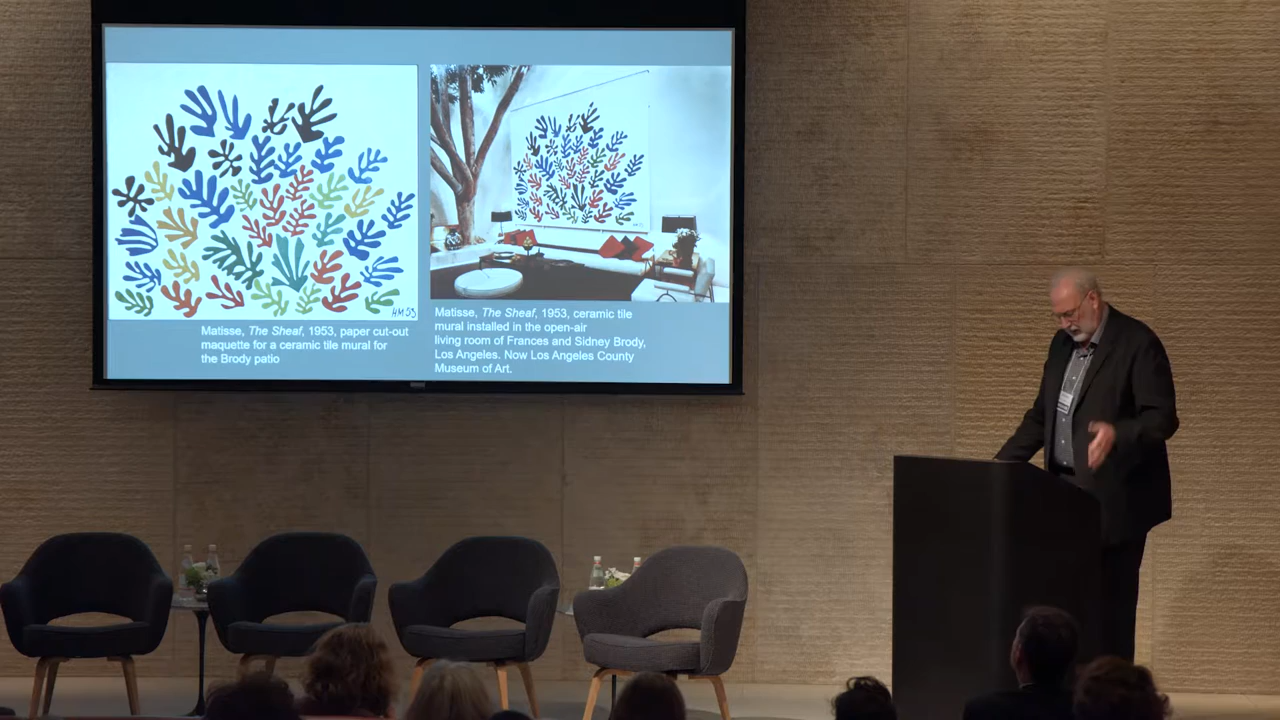 HM 53
Matisse, The Sheaf, 1953, paper cut-out
maquette for a ceramic tile mural for
the Brody patio
Matisse, The Sheaf, 1953, ceramic tile
mural installed in the open-air
living room of Frances and Sidney Brody,
Los Angeles. Now Los Angeles County
Museum of Art.